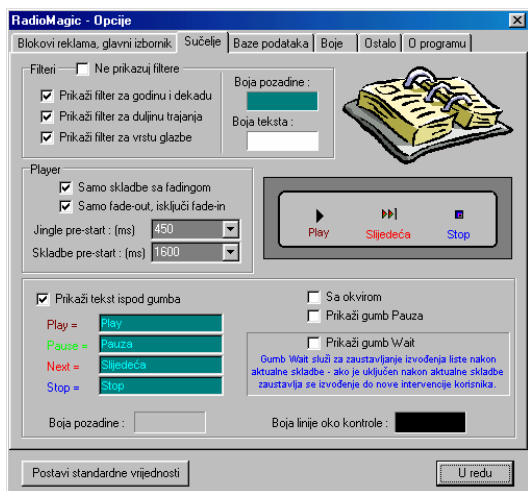 RadioMagic - Opcije
Blokovi reklama, glavni izbornik Sučelje Baze podataka Boje Ostalo O programu
Filteri Ne prikazuj filtere
Prikaži filter za godinu i dekadu
Prikaži filter za duljinu trajanja
Prikaži filter za vrstu glazbe
Boja pozadine :
Boja teksta :
Player
Samo skladbe sa fadingom
Samo fade-out, isključi fade-in
Jingle pre-start : (ms) 450
Skladbe pre-start : (ms) 1600
Play Slijedeća Stop
Prikaži tekst ispod gumba
Play = Play
Pause = Pauza
Next = Slijedeća
Stop = Stop
Boja pozadine :
Sa okvirom
Prikaži gumb Pauza
Prikaži gumb Wait
Gumb Wait služi za zaustavljanje izvođenja liste nakon
aktualne skladbe - ako je uključen nakon aktualne skladbe
zaustavlja se izvođenje do nove intervencije korisnika.
Boja linije oko kontrole :
Postavi standardne vrijednosti
U redu